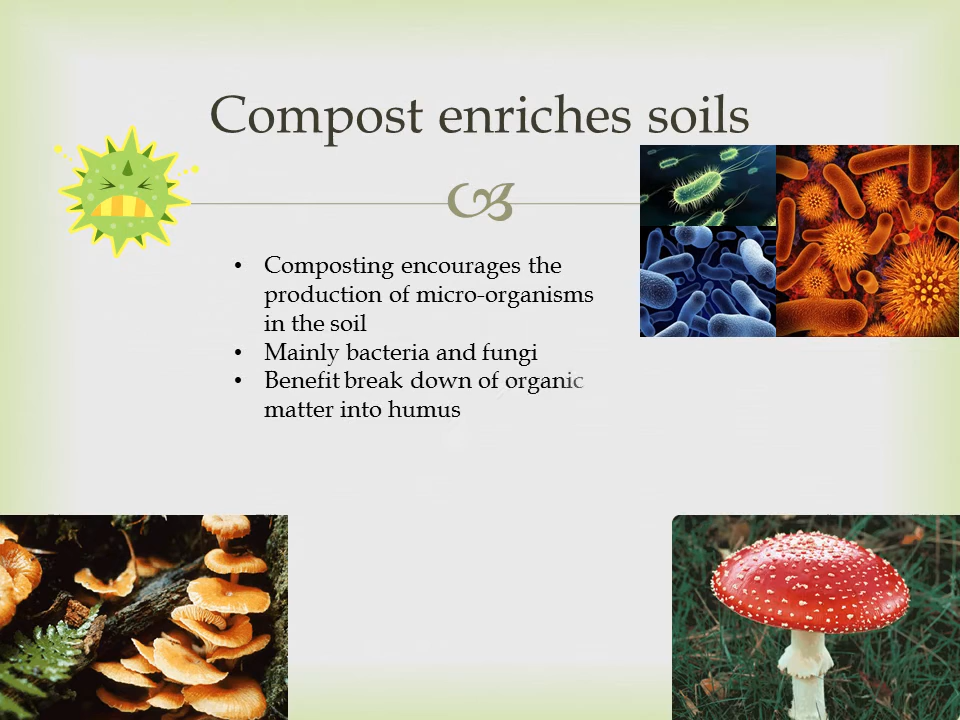 Compost enriches soils
• Composting encourages the
production of micro-organisms
in the soil
• Mainly bacteria and fungi
• Benefit break down of organic
matter into humus